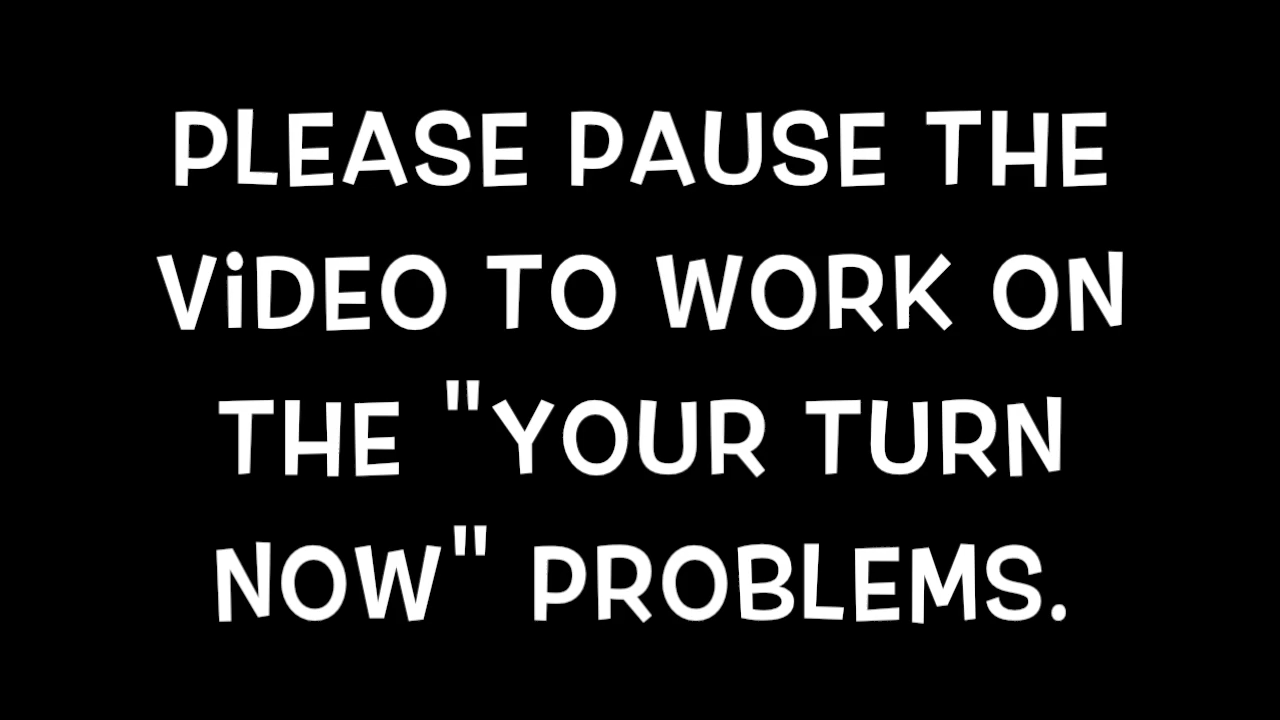 PLEASE PAUSE THE
ViDEO TO WORK ON
THE "YOUR TURN
NOW" PROBLEMS.